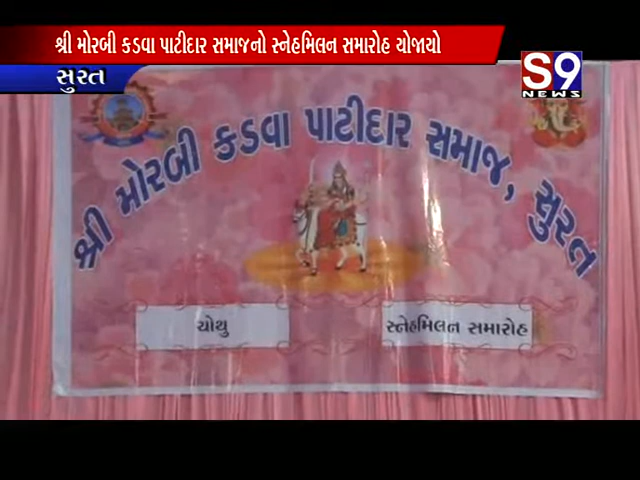 શ્રી મોરબી કડવા પાટીદાર સમાજનો સ્નેહમિલન સમારોહ યોજાયો
સુરત
S9
NEWS
શ્રી મોરબી કડવા પાટીદાર સમાજ, સુરત
ચોથુ
સ્નેહમિલન સમારોહ